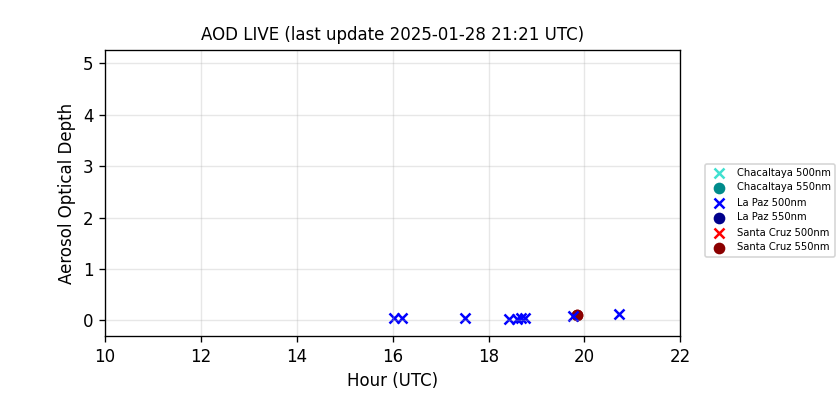 AOD LIVE (last update 2025-01-28 21:21 UTC)
Aerosol Optical Depth
5
4
3
2
1
0
10 12 14 16 18 20 22
Hour (UTC)
Chacaltaya 500nm
Chacaltaya 550nm
La Paz 500nm
La Paz 550nm
Santa Cruz 500nm
Santa Cruz 550nm